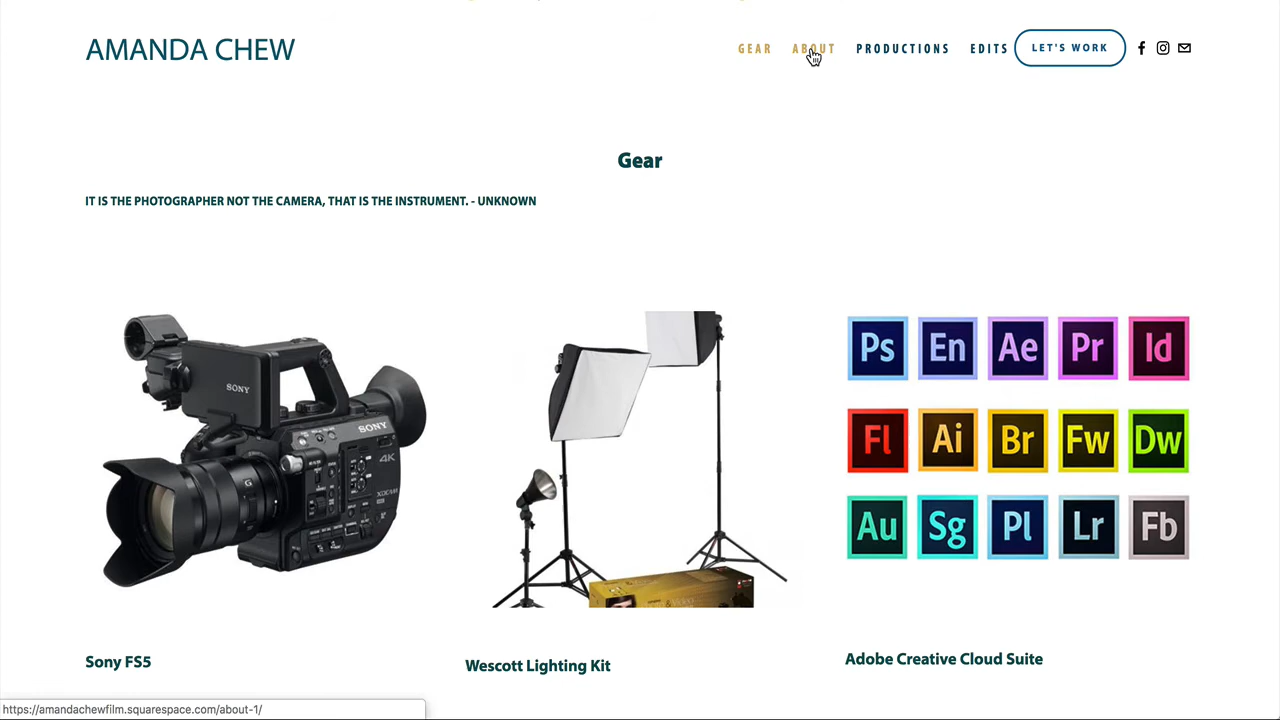 AMANDA CHEW
GEAR ABOUT PRODUCTIONS EDITS LET'S WORK
Gear
IT IS THE PHOTOGRAPHER NOT THE CAMERA, THAT IS THE INSTRUMENT. - UNKNOWN
SONY
SONY
4K
XDCAM
G
Ps En Ae Pr Id
Fl Ai Br Fw Dw
Au Sg Pl Lr Fb
Sony FS5
Wescott Lighting Kit
Adobe Creative Cloud Suite
https://amandachewfilm.squarespace.com/about-1/